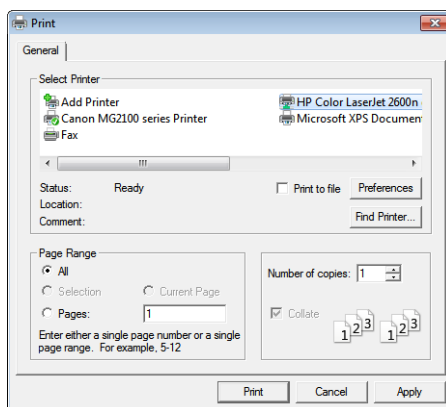 Print
General
Select Printer
Add Printer
HP Color LaserJet 2600n
Canon MG2100 series Printer
Microsoft XPS Documen
Fax
Status: Ready
Print to file
Preferences
Location:
Comment:
Find Printer...
Page Range
All
Number of copies: 1
Selection
Current Page
Pages: 1
Collate
1 2 3 1 2 3
Enter either a single page number or a single
page range. For example, 5-12
Print Cancel Apply